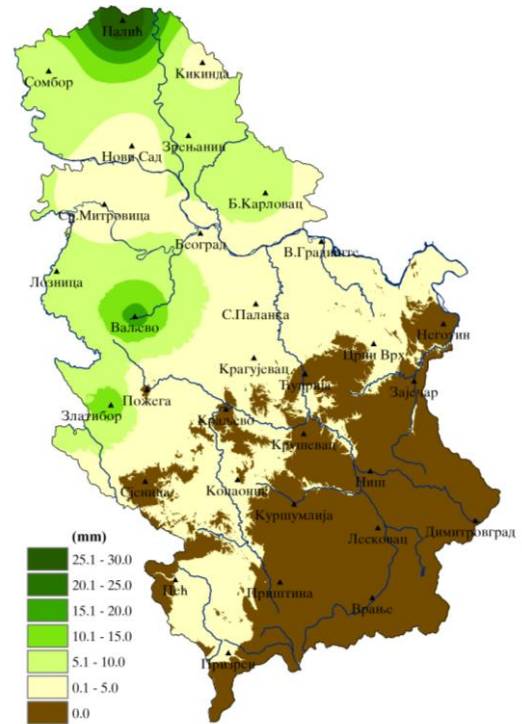 Палић
Кикинда
Сомбор
Зрењанин
Нови Сад
Б.Карловац
Ср.Митровица
Београд
В.Градиште
Лозница
С.Паланка
Ваљево
Неготин
Црни Врх
Крагујевац
Ћуприја
Зајечар
Пожега
Златибор
Краљево
Крушевац
Ниш
Сјеница
Копаоник
Куршумлија
Димитровград
Лесковац
Пећ
Приштина
Врање
Призрен
(mm)
25.1 - 30.0
20.1 - 25.0
15.1 - 20.0
10.1 - 15.0
5.1 - 10.0
0.1 - 5.0
0.0